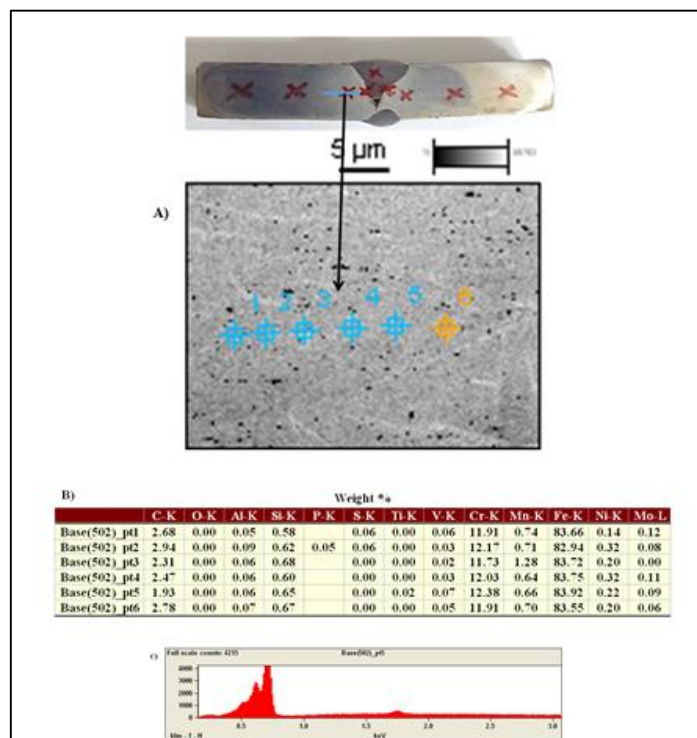 5 µm
A)
1 2 3 4 5 6
B) Weight %
C-K O-K Al-K Si-K P-K S-K Ti-K V-K Cr-K Mn-K Fe-K Ni-K Mo-L
Base(502)_pt1 2.68 0.00 0.05 0.58 0.06 0.00 0.06 11.91 0.74 83.66 0.14 0.12
Base(502)_pt2 2.94 0.00 0.09 0.62 0.05 0.06 0.00 0.03 12.17 0.71 82.94 0.32 0.08
Base(502)_pt3 2.31 0.00 0.06 0.68 0.00 0.00 0.02 11.73 1.28 83.72 0.20 0.00
Base(502)_pt4 2.47 0.00 0.06 0.60 0.00 0.00 0.03 12.03 0.64 83.75 0.32 0.11
Base(502)_pt5 1.93 0.00 0.06 0.65 0.00 0.02 0.07 12.38 0.66 83.92 0.22 0.09
Base(502)_pt6 2.78 0.00 0.07 0.67 0.00 0.00 0.05 11.91 0.70 83.55 0.20 0.06
Full scale counts: 4215 Base(502)_pt5
4000
3000
2000
1000
0
0.5 1.0 1.5 2.0 2.5 3.0
keV